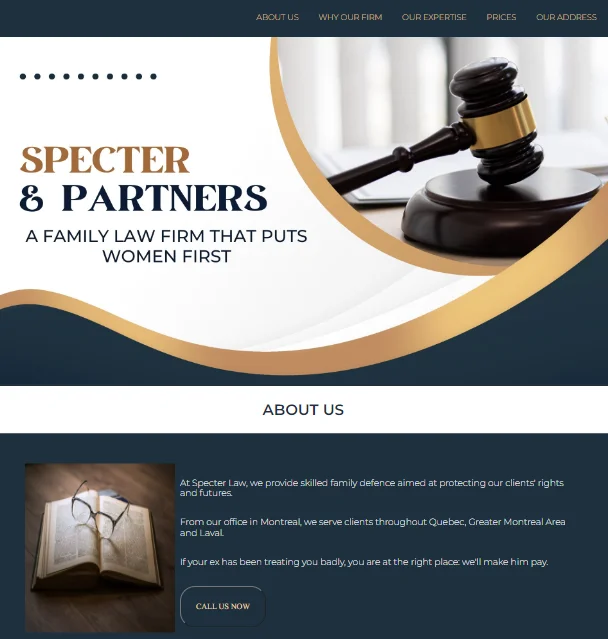 ABOUT US WHY OUR FIRM OUR EXPERTISE PRICES OUR ADDRESS
SPECTER
& PARTNERS
A FAMILY LAW FIRM THAT PUTS
WOMEN FIRST
ABOUT US
At Specter Law, we provide skilled family defence aimed at protecting our clients' rights
and futures.
From our office in Montreal, we serve clients throughout Quebec, Greater Montreal Area
and Laval.
If your ex has been treating you badly, you are at the right place: we'll make him pay.
CALL US NOW